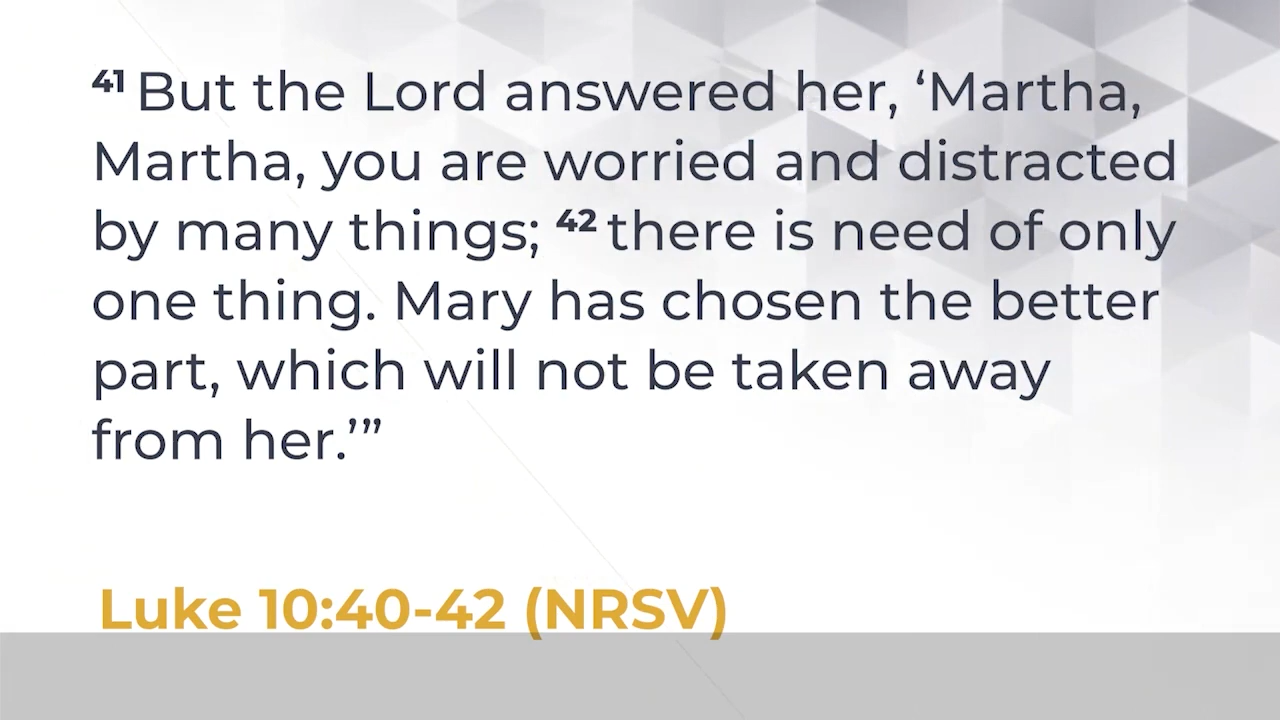 41 But the Lord answered her, ‘Martha,
Martha, you are worried and distracted
by many things; 42 there is need of only
one thing. Mary has chosen the better
part, which will not be taken away
from her.’”
Luke 10:40-42 (NRSV)